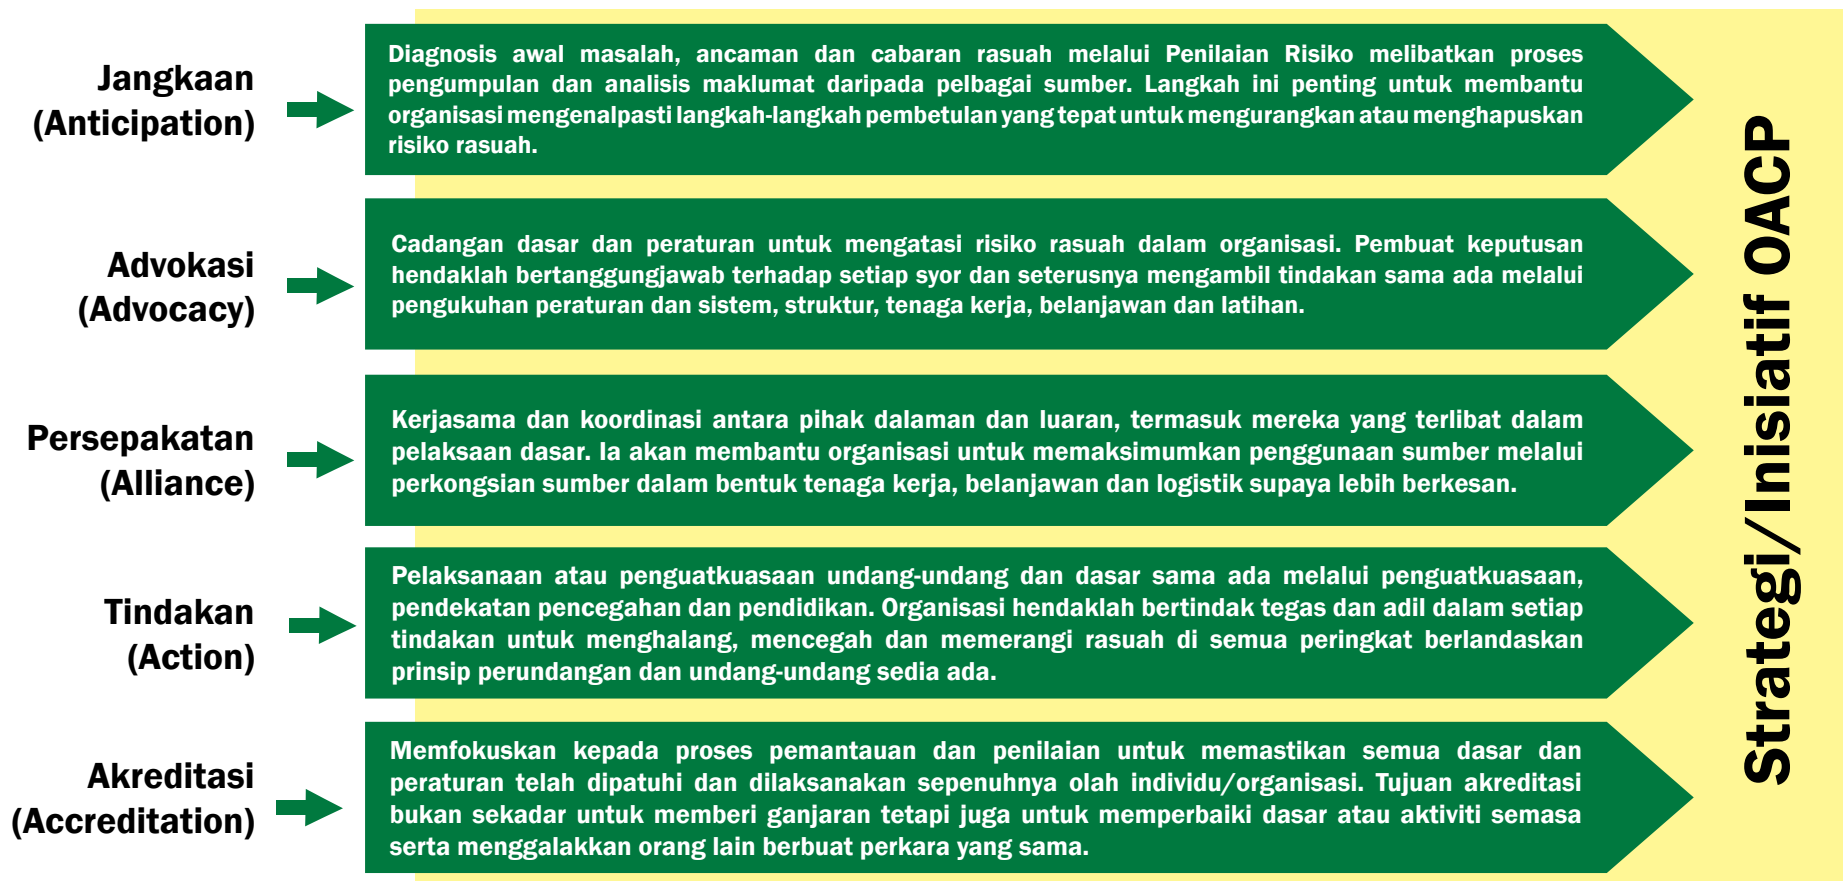 Jangkaan
(Anticipation)
Diagnosis awal masalah, ancaman dan cabaran rasuah melalui Penilaian Risiko melibatkan proses
pengumpulan dan analisis maklumat daripada pelbagai sumber. Langkah ini penting untuk membantu
organisasi mengenalpasti langkah-langkah pembetulan yang tepat untuk mengurangkan atau menghapuskan
risiko rasuah.
Advokasi
(Advocacy)
Cadangan dasar dan peraturan untuk mengatasi risiko rasuah dalam organisasi. Pembuat keputusan
hendaklah bertanggungjawab terhadap setiap syor dan seterusnya mengambil tindakan sama ada melalui
pengukuhan peraturan dan sistem, struktur, tenaga kerja, belanjawan dan latihan.
Persepakatan
(Alliance)
Kerjasama dan koordinasi antara pihak dalaman dan luaran, termasuk mereka yang terlibat dalam
pelaksaan dasar. Ia akan membantu organisasi untuk memaksimumkan penggunaan sumber melalui
perkongsian sumber dalam bentuk tenaga kerja, belanjawan dan logistik supaya lebih berkesan.
Tindakan
(Action)
Pelaksanaan atau penguatkuasaan undang-undang dan dasar sama ada melalui penguatkuasaan,
pendekatan pencegahan dan pendidikan. Organisasi hendaklah bertindak tegas dan adil dalam setiap
tindakan untuk menghalang, mencegah dan memerangi rasuah di semua peringkat berlandaskan
prinsip perundangan dan undang-undang sedia ada.
Akreditasi
(Accreditation)
Memfokuskan kepada proses pemantauan dan penilaian untuk memastikan semua dasar dan
peraturan telah dipatuhi dan dilaksanakan sepenuhnya olah individu/organisasi. Tujuan akreditasi
bukan sekadar untuk memberi ganjaran tetapi juga untuk memperbaiki dasar atau aktiviti semasa
serta menggalakkan orang lain berbuat perkara yang sama.
Strategi/Inisiatif OACP